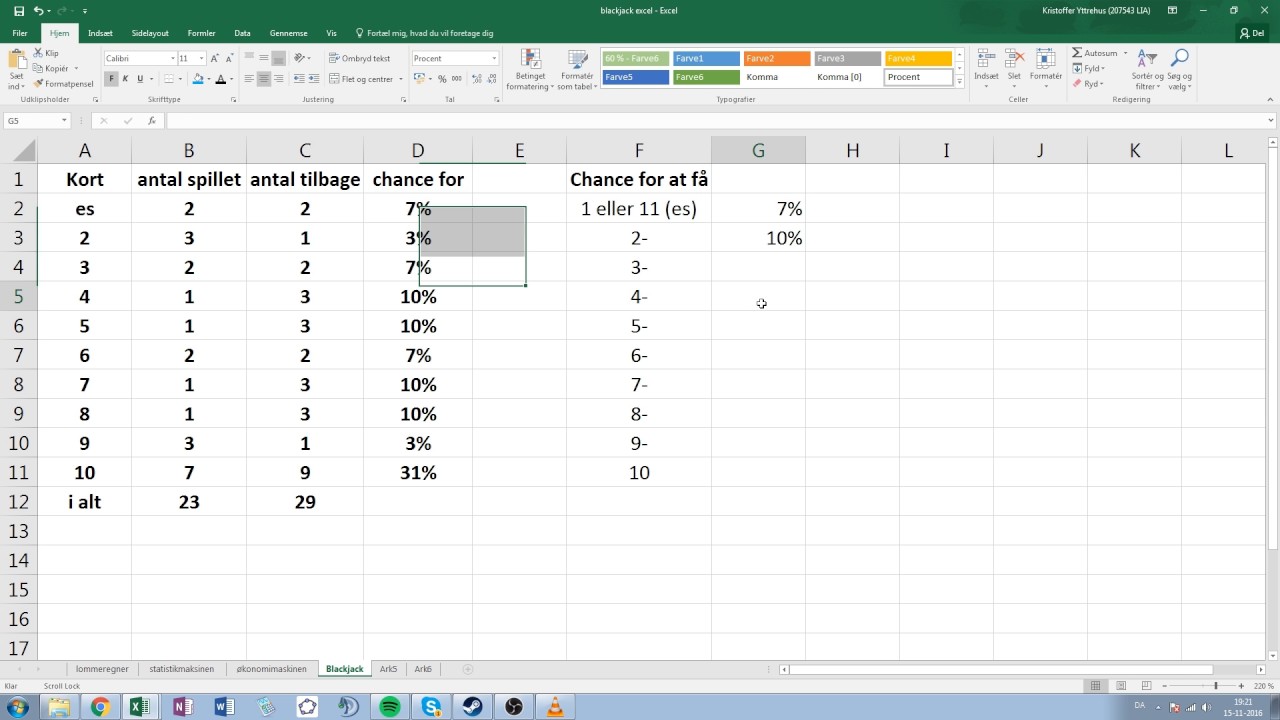 blackjack excel - Excel
Kristoffer Yttrehus (207543 LIA)
Filer Hjem Indsæt Sidelayout Formler Data Gennemse Vis Fortæl mig, hvad du vil foretage dig Del
Sæt ind
Klip
Kopiér
Formatpensel
Calibri 11
F K U
A A
Ombryd tekst
Flet og centrer
Procent
% 000
Betinget formatering
Formatér som tabel
60 % - Farve6 Farve1 Farve2 Farve3 Farve4
Farve5 Farve6 Komma Komma [0] Procent
Indsæt Slet Formatér
Autosum
Fyld
Ryd
Sortér og filtrer
Søg og vælg
Udklipsholder Skrifttype Justering Tal Typografier Celler Redigering
G5 fx
A B C D E F G H I J K L
1 Kort antal spillet antal tilbage chance for Chance for at få
2 es 2 2 7% 1 eller 11 (es) 7%
3 2 3 1 3% 2- 10%
4 3 2 2 7% 3-
5 4 1 3 10% 4-
6 5 1 3 10% 5-
7 6 2 2 7% 6-
8 7 1 3 10% 7-
9 8 1 3 10% 8-
10 9 3 1 3% 9-
11 10 7 9 31% 10
12 i alt 23 29
13
14
15
16
17
lommeregner statistikmaksinen økonomimaskinen Blackjack Ark5 Ark6
Klar Scroll Lock 220 %
DA 19:21
15-11-2016